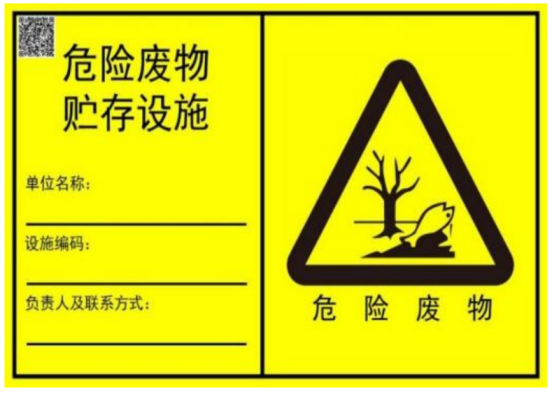 危险废物
贮存设施
单位名称：
设施编码：
负责人及联系方式：
危险废物